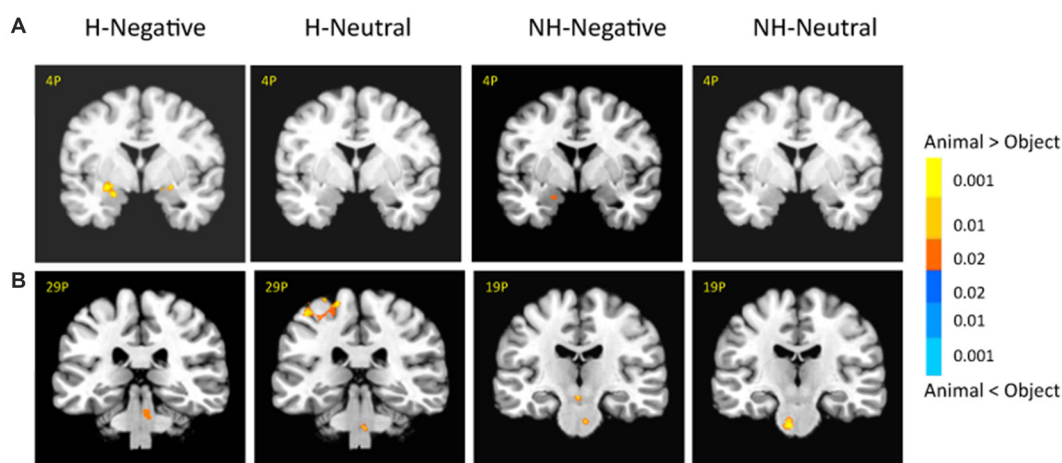 A
H-Negative H-Neutral NH-Negative NH-Neutral
4P 4P 4P 4P
Animal > Object
0.001
0.01
0.02
0.02
0.01
0.001
Animal < Object
B
29P 29P 19P 19P